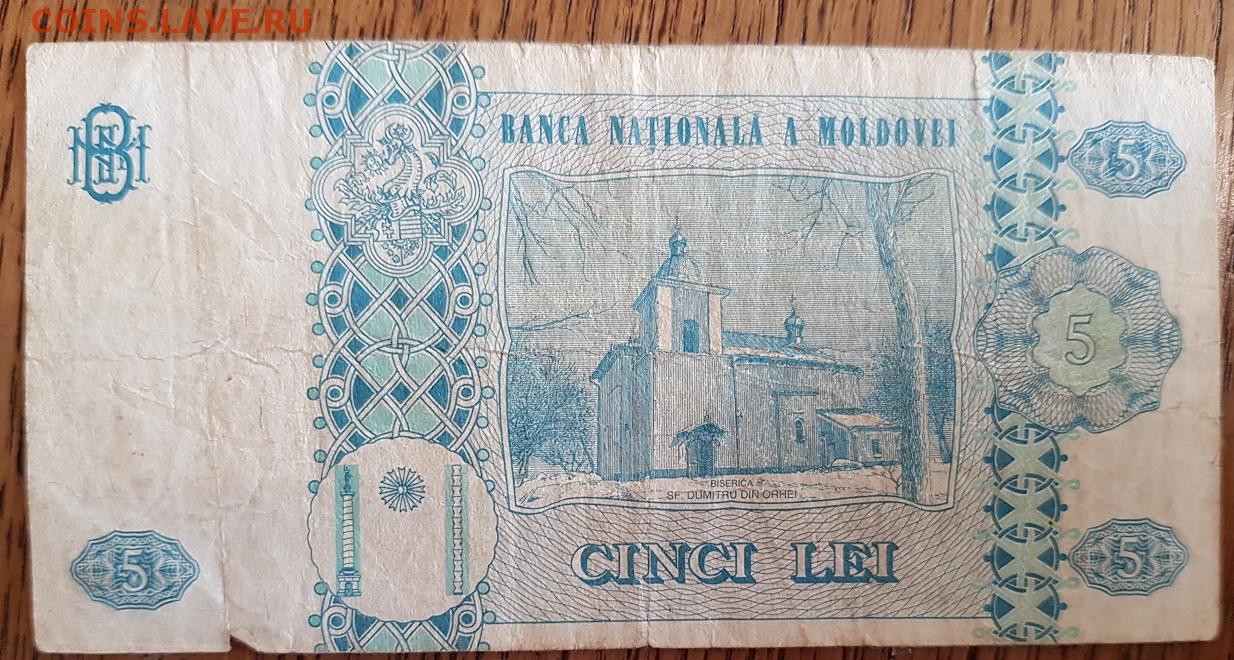 COINS.LAVE.RU
BANCA NAȚIONALĂ A MOLDOVEI
5
5
BISERICA
SF. DUMITRU DIN ORHEI
CINCI LEI
5
5